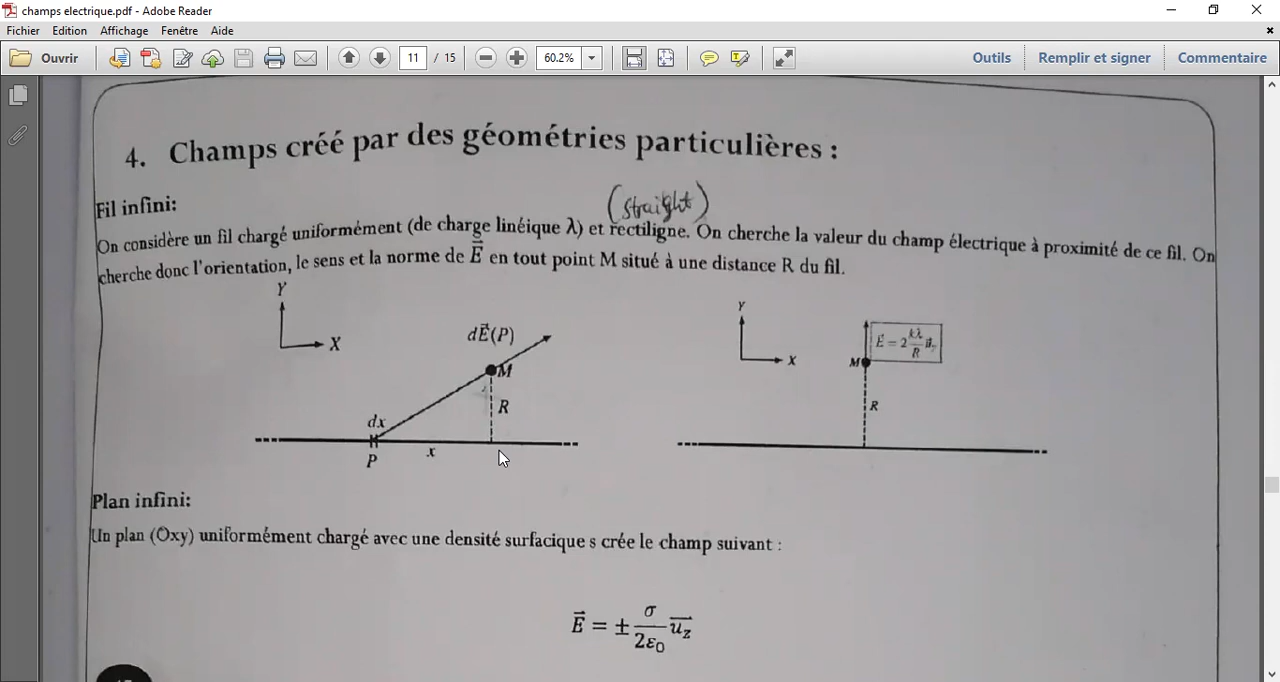 champs electrique.pdf - Adobe Reader
Fichier Edition Affichage Fenêtre Aide
Ouvrir 11 / 15 60.2% Outils Remplir et signer Commentaire
4. Champs créé par des géométries particulières :
Fil infini:
(straight)
On considère un fil chargé uniformément (de charge linéique λ) et rectiligne. On cherche la valeur du champ électrique à proximité de ce fil. On
cherche donc l'orientation, le sens et la norme de E⃗ en tout point M situé à une distance R du fil.
Y
X
dE⃗(P)
M
R
dx
P
x
Y
X
E⃗ = 2 kλ/R
M
R
Plan infini:
Un plan (Oxy) uniformément chargé avec une densité surfacique s crée le champ suivant :
E⃗ = ± σ/2ε₀ u⃗_z